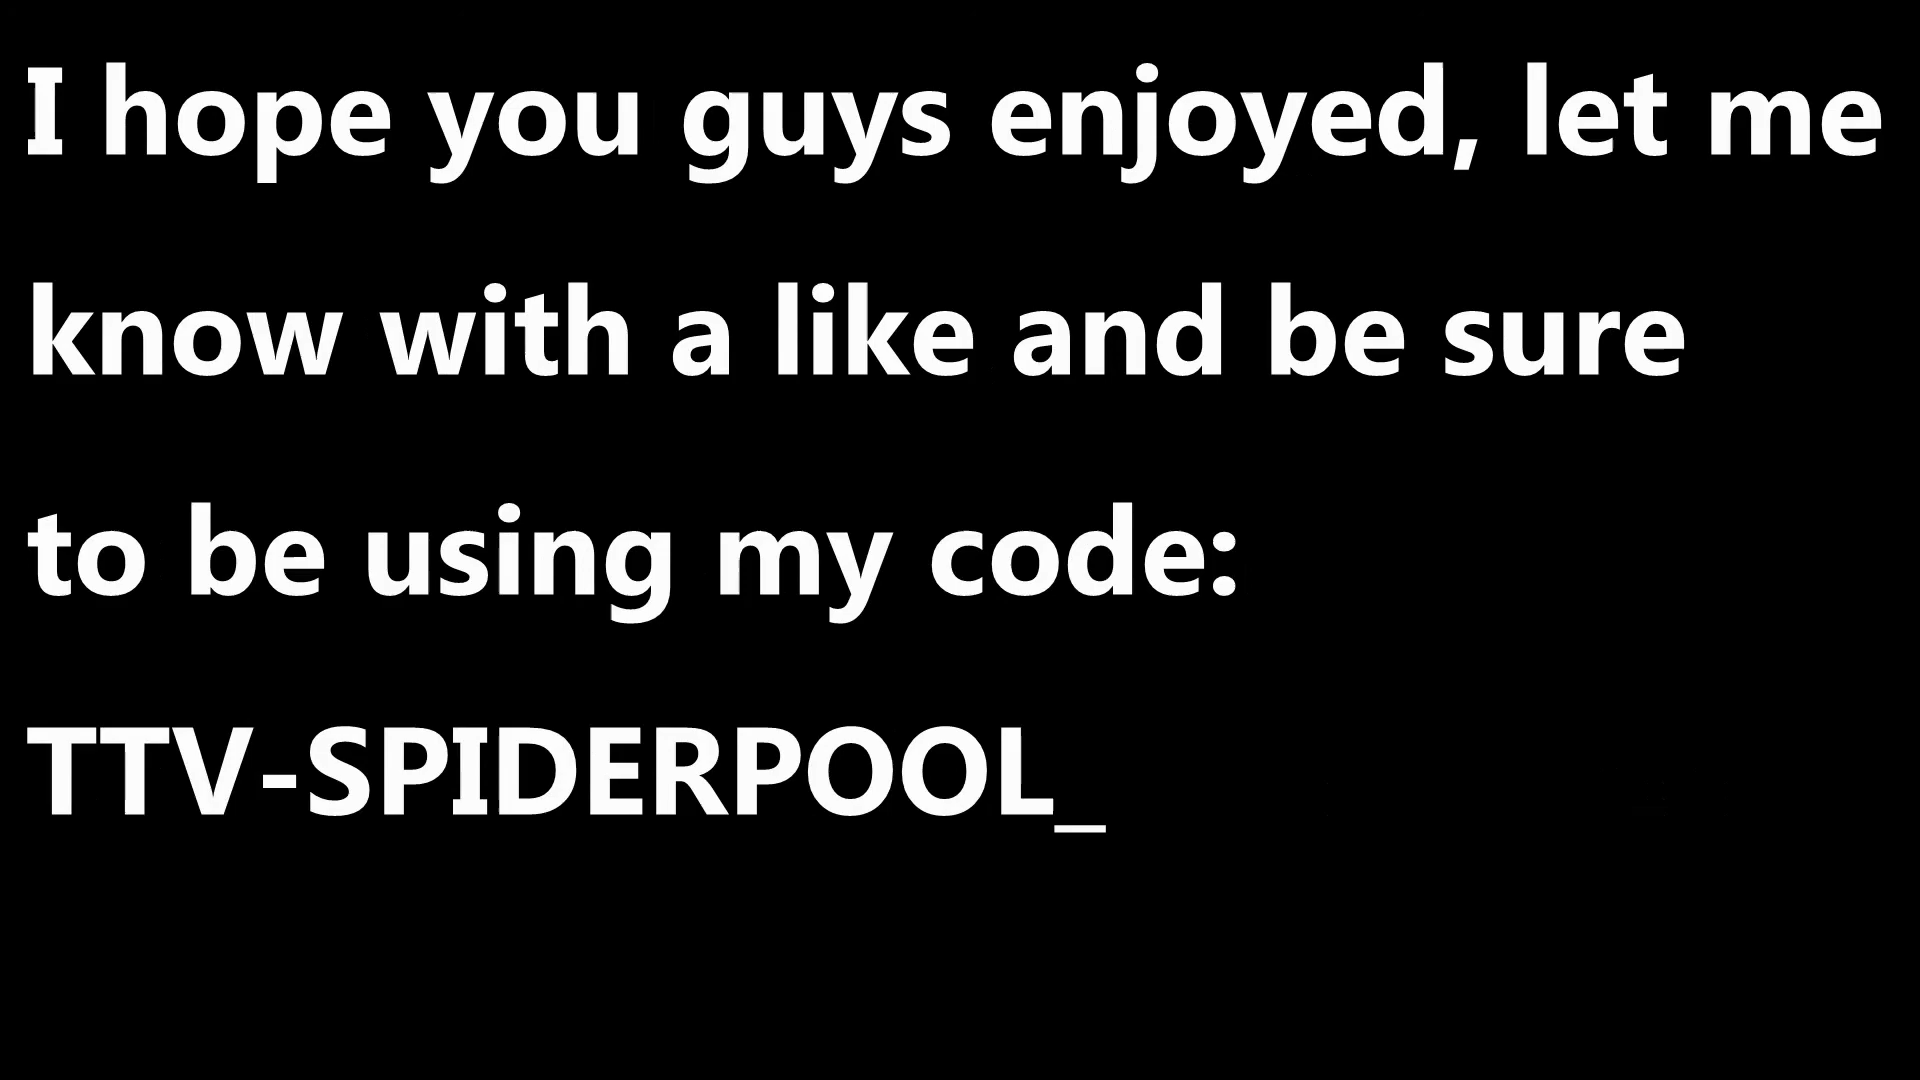 I hope you guys enjoyed, let me
know with a like and be sure
to be using my code:
TTV-SPIDERPOOL_